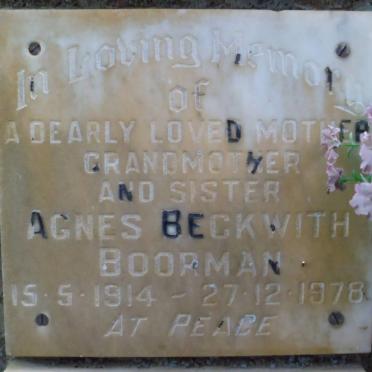 In Loving Memory
of
A DEARLY LOVED MOTHER
GRANDMOTHER
AND SISTER
AGNES BECKWITH
BOORMAN
15·5·1914 - 27·12·1978
AT PEACE